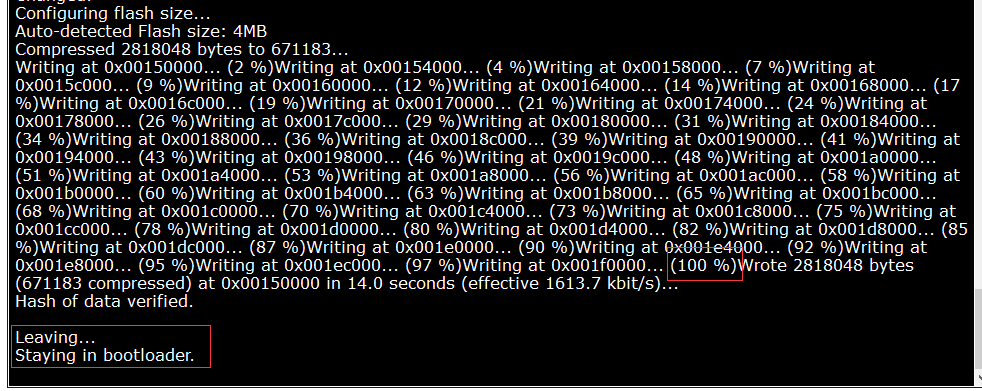 Configuring flash size...
Auto-detected Flash size: 4MB
Compressed 2818048 bytes to 671183...
Writing at 0x00150000... (2 %)Writing at 0x00154000... (4 %)Writing at 0x00158000... (7 %)Writing at
0x0015c000... (9 %)Writing at 0x00160000... (12 %)Writing at 0x00164000... (14 %)Writing at 0x00168000... (17
%)Writing at 0x0016c000... (19 %)Writing at 0x00170000... (21 %)Writing at 0x00174000... (24 %)Writing at
0x00178000... (26 %)Writing at 0x0017c000... (29 %)Writing at 0x00180000... (31 %)Writing at 0x00184000...
(34 %)Writing at 0x00188000... (36 %)Writing at 0x0018c000... (39 %)Writing at 0x00190000... (41 %)Writing at
0x00194000... (43 %)Writing at 0x00198000... (46 %)Writing at 0x0019c000... (48 %)Writing at 0x001a0000...
(51 %)Writing at 0x001a4000... (53 %)Writing at 0x001a8000... (56 %)Writing at 0x001ac000... (58 %)Writing at
0x001b0000... (60 %)Writing at 0x001b4000... (63 %)Writing at 0x001b8000... (65 %)Writing at 0x001bc000...
(68 %)Writing at 0x001c0000... (70 %)Writing at 0x001c4000... (73 %)Writing at 0x001c8000... (75 %)Writing at
0x001cc000... (78 %)Writing at 0x001d0000... (80 %)Writing at 0x001d4000... (82 %)Writing at 0x001d8000... (85
%)Writing at 0x001dc000... (87 %)Writing at 0x001e0000... (90 %)Writing at 0x001e4000... (92 %)Writing at
0x001e8000... (95 %)Writing at 0x001ec000... (97 %)Writing at 0x001f0000... (100 %)Wrote 2818048 bytes
(671183 compressed) at 0x00150000 in 14.0 seconds (effective 1613.7 kbit/s)...
Hash of data verified.
Leaving...
Staying in bootloader.